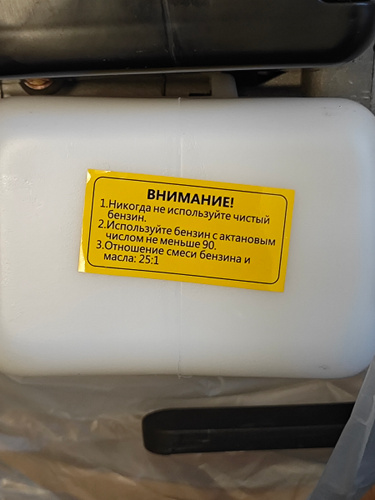 ВНИМАНИЕ!
1.Никогда не используйте чистый
бензин.
2.Используйте бензин с актановым
числом не меньше 90.
3.Отношение смеси бензина и
масла: 25:1